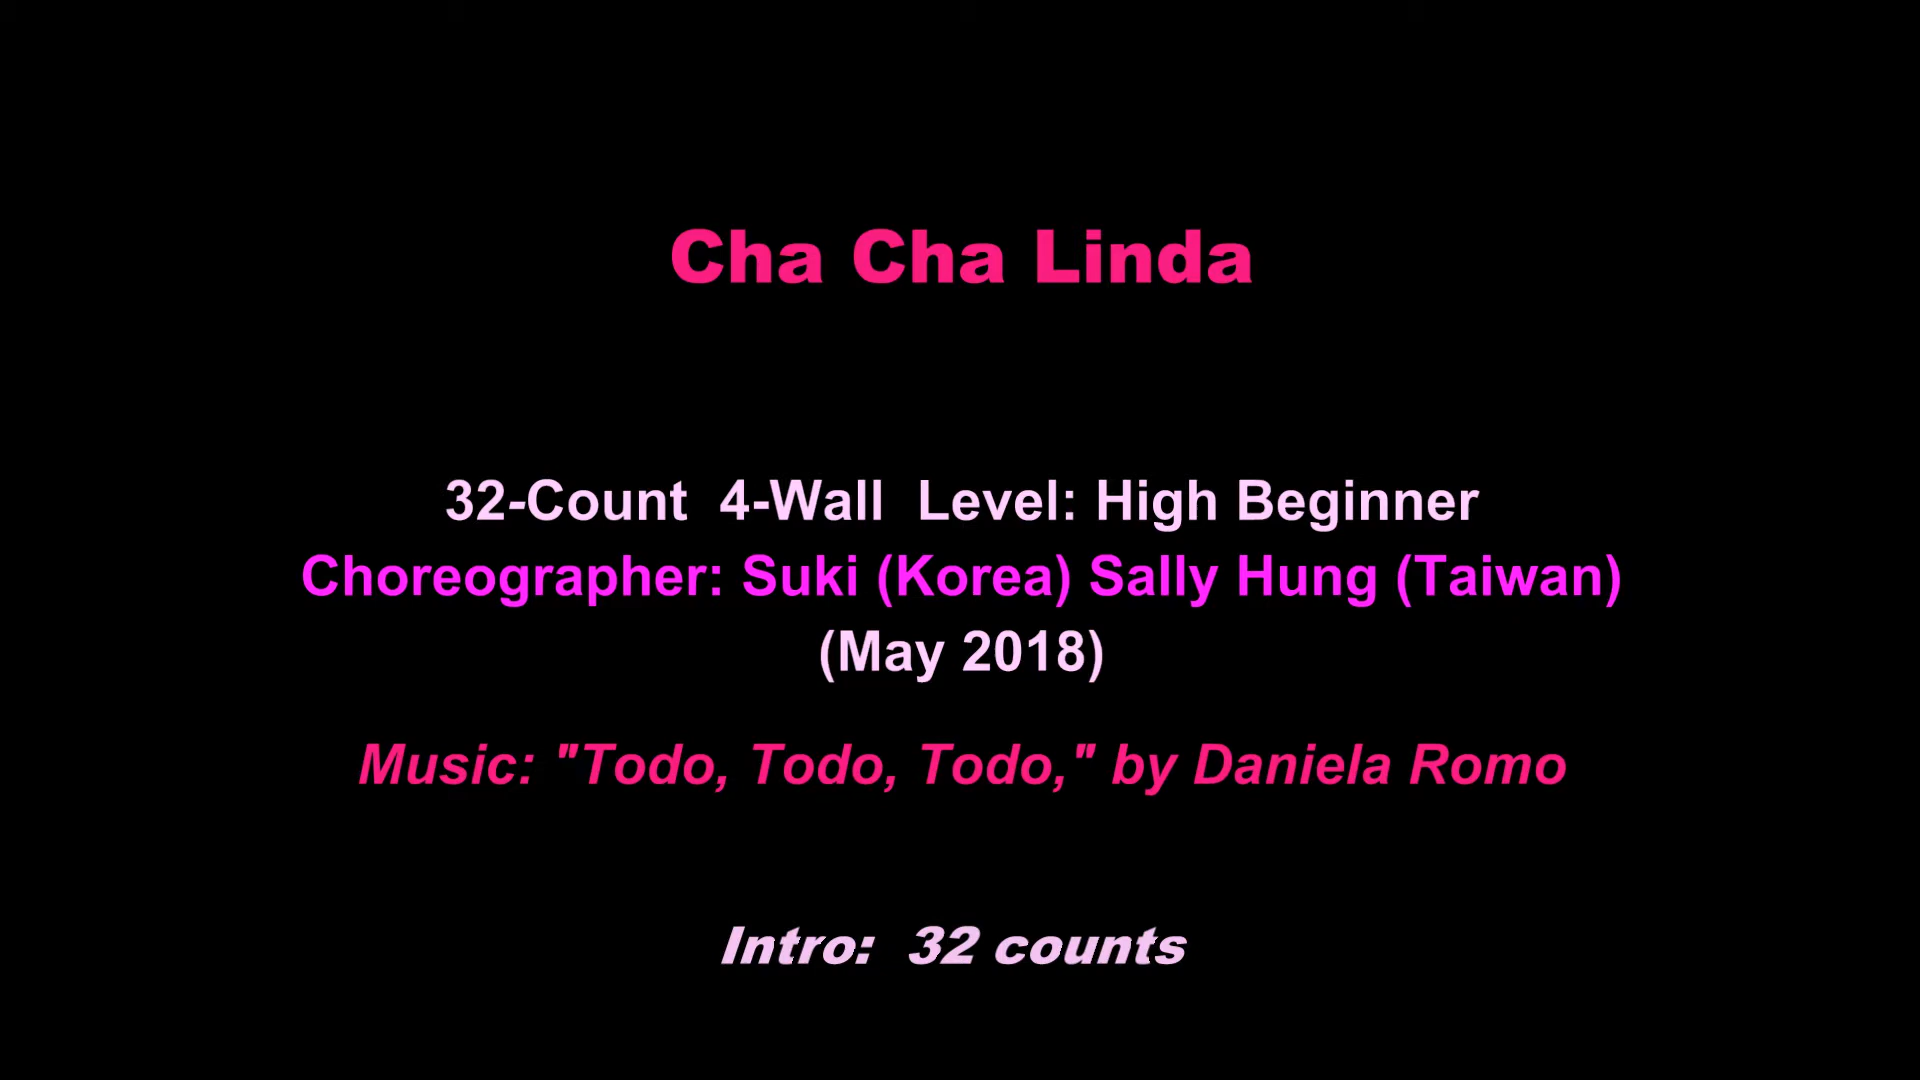 Cha Cha Linda
32-Count  4-Wall  Level: High Beginner
Choreographer: Suki (Korea) Sally Hung (Taiwan)
(May 2018)
Music: "Todo, Todo, Todo," by Daniela Romo
Intro:  32 counts